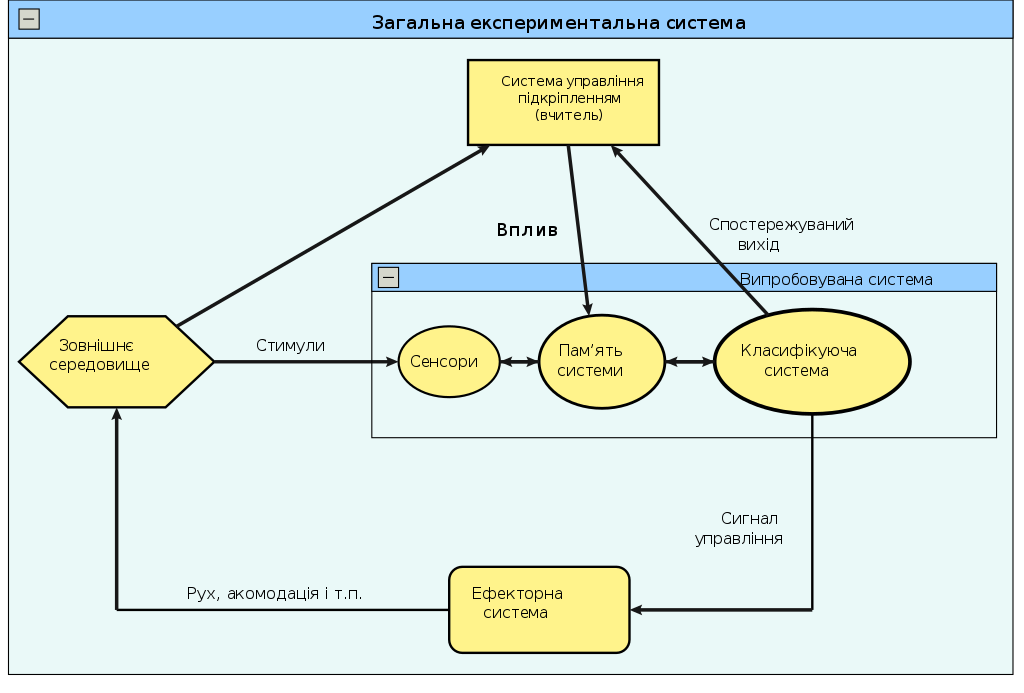 Загальна експериментальна система
Система управління
підкріпленням
(вчитель)
Вплив
Спостережуваний
вихід
Випробовувана система
Зовнішнє
середовище
Стимули
Сенсори
Пам’ять
системи
Класифікуюча
система
Сигнал
управління
Рух, акомодація і т.п.
Ефекторна
система